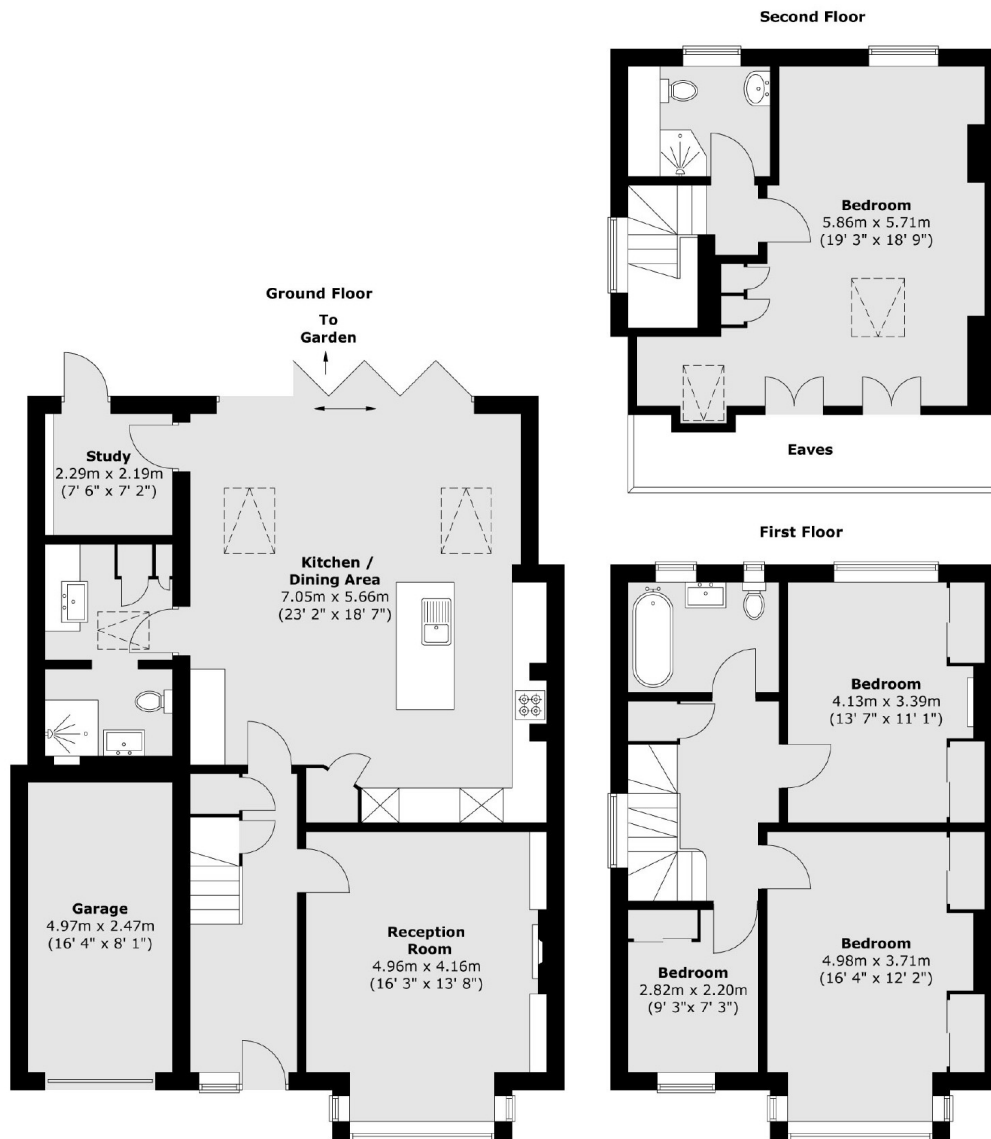 Second Floor
Bedroom
5.86m x 5.71m
(19' 3" x 18' 9")
Eaves
Ground Floor
To
Garden
Study
2.29m x 2.19m
(7' 6" x 7' 2")
Kitchen /
Dining Area
7.05m x 5.66m
(23' 2" x 18' 7")
Garage
4.97m x 2.47m
(16' 4" x 8' 1")
Reception
Room
4.96m x 4.16m
(16' 3" x 13' 8")
First Floor
Bedroom
4.13m x 3.39m
(13' 7" x 11' 1")
Bedroom
4.98m x 3.71m
(16' 4" x 12' 2")
Bedroom
2.82m x 2.20m
(9' 3"x 7' 3")